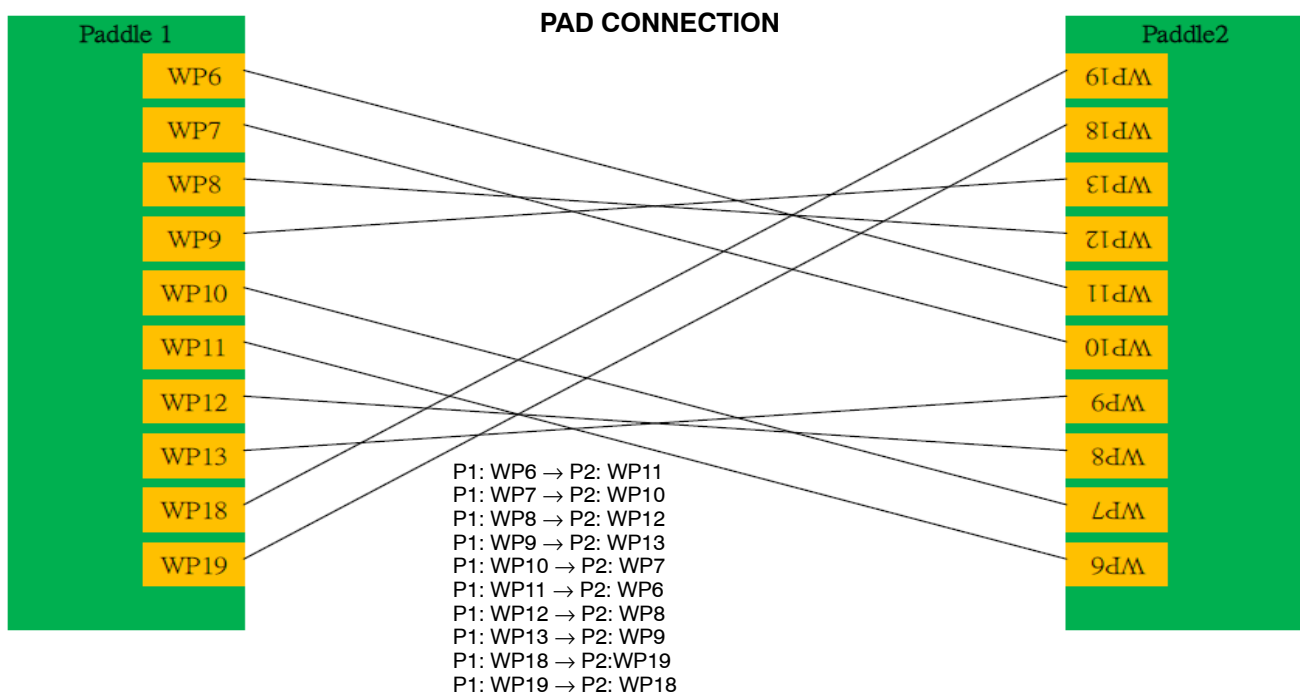 PAD CONNECTION
Paddle 1
WP6
WP7
WP8
WP9
WP10
WP11
WP12
WP13
WP18
WP19
Paddle2
WP19
WP18
WP13
WP12
WP11
WP10
WP9
WP8
WP7
WP6
P1: WP6 → P2: WP11
P1: WP7 → P2: WP10
P1: WP8 → P2: WP12
P1: WP9 → P2: WP13
P1: WP10 → P2: WP7
P1: WP11 → P2: WP6
P1: WP12 → P2: WP8
P1: WP13 → P2: WP9
P1: WP18 → P2:WP19
P1: WP19 → P2: WP18